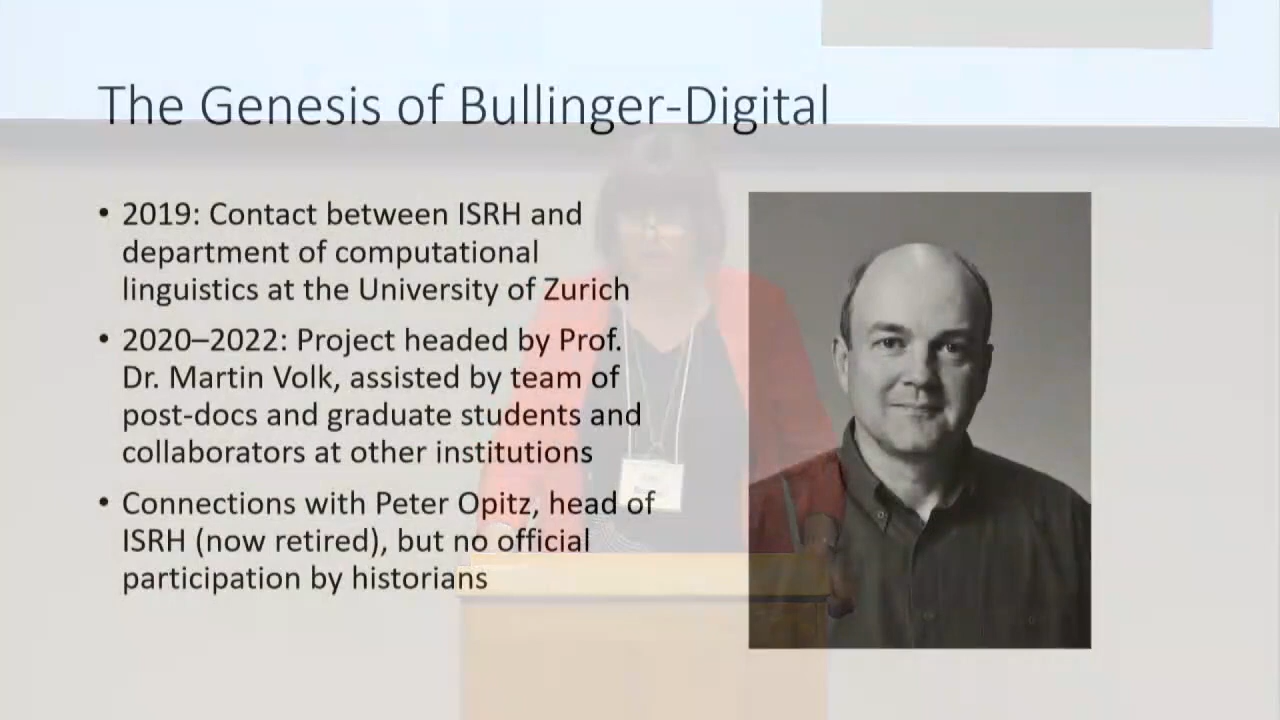 The Genesis of Bullinger-Digital
• 2019: Contact between ISRH and
department of computational
linguistics at the University of Zurich
• 2020–2022: Project headed by Prof.
Dr. Martin Volk, assisted by team of
post-docs and graduate students and
collaborators at other institutions
• Connections with Peter Opitz, head of
ISRH (now retired), but no official
participation by historians